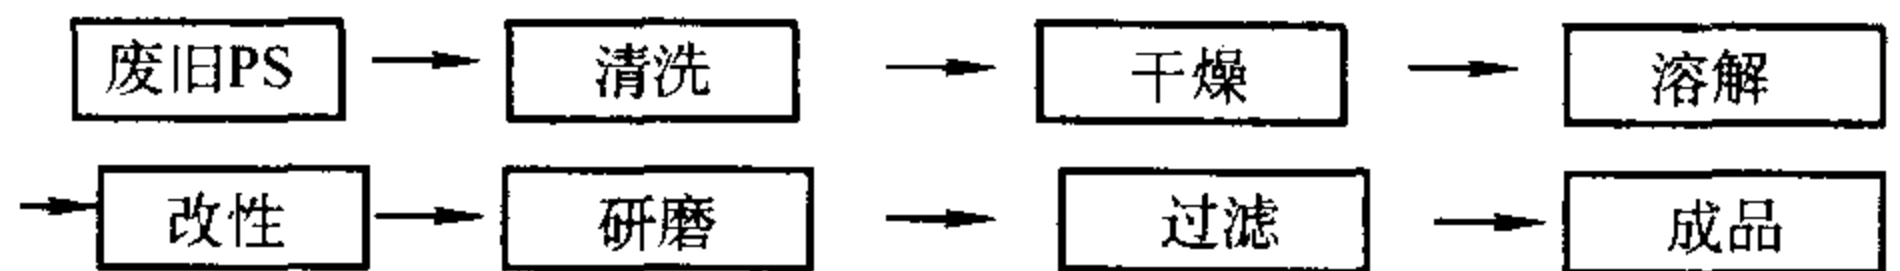 废旧PS → 清洗 → 干燥 → 溶解
→ 改性 → 研磨 → 过滤 → 成品